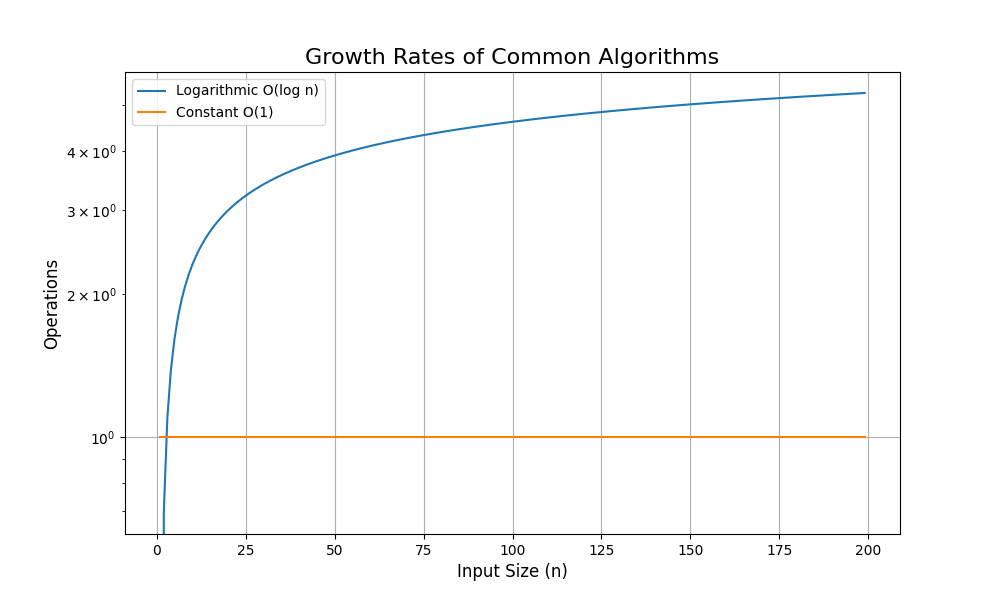 Growth Rates of Common Algorithms
Logarithmic O(log n)
Constant O(1)
Operations
4 × 10⁰
3 × 10⁰
2 × 10⁰
10⁰
0 25 50 75 100 125 150 175 200
Input Size (n)